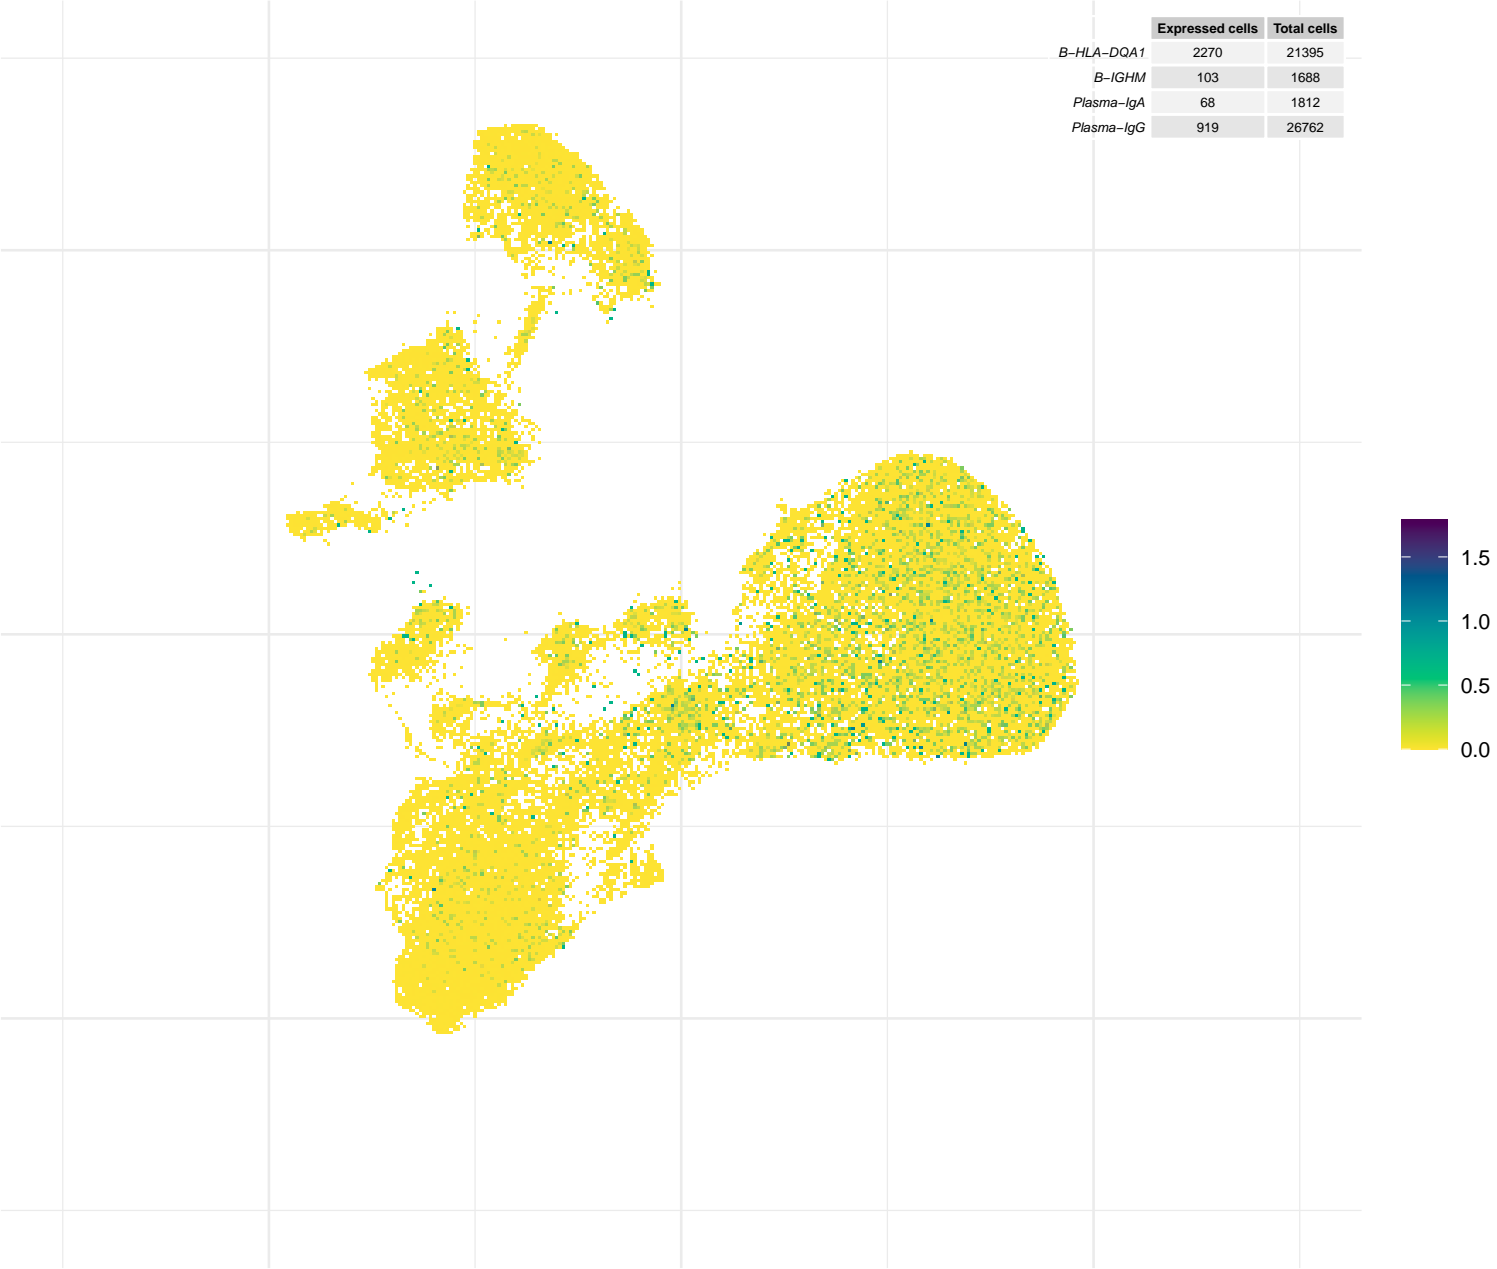 Expressed cells Total cells
B−HLA−DQA1 2270 21395
B−IGHM 103 1688
Plasma−IgA 68 1812
Plasma−IgG 919 26762
1.5
1.0
0.5
0.0